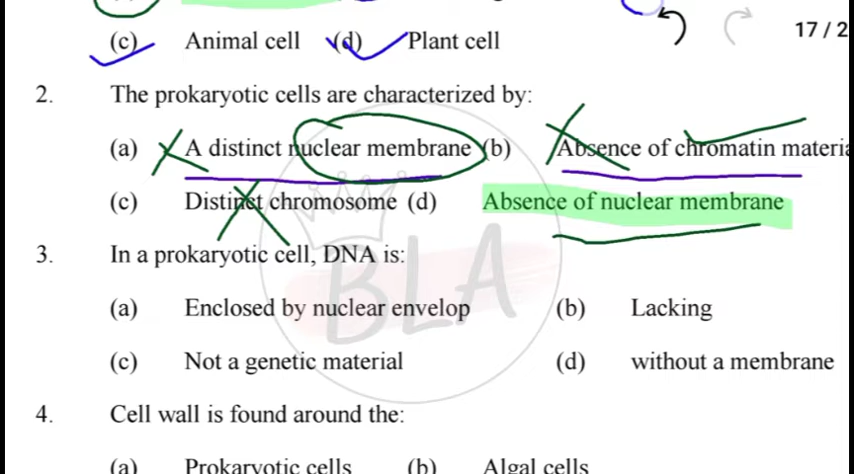 17 / 2
(c) Animal cell (d) Plant cell
2. The prokaryotic cells are characterized by:
(a) A distinct nuclear membrane (b) Absence of chromatin materia
(c) Distinct chromosome (d) Absence of nuclear membrane
3. In a prokaryotic cell, DNA is:
(a) Enclosed by nuclear envelop (b) Lacking
(c) Not a genetic material (d) without a membrane
4. Cell wall is found around the:
(a) Prokaryotic cells (b) Algal cells
BLA